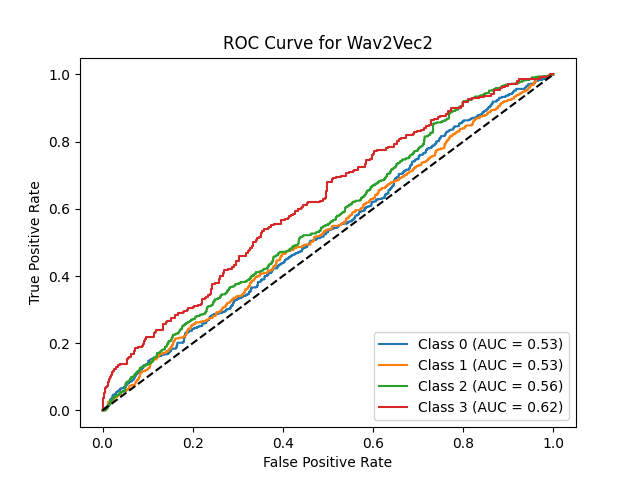 ROC Curve for Wav2Vec2
True Positive Rate
1.0
0.8
0.6
0.4
0.2
0.0
Class 0 (AUC = 0.53)
Class 1 (AUC = 0.53)
Class 2 (AUC = 0.56)
Class 3 (AUC = 0.62)
0.0 0.2 0.4 0.6 0.8 1.0
False Positive Rate